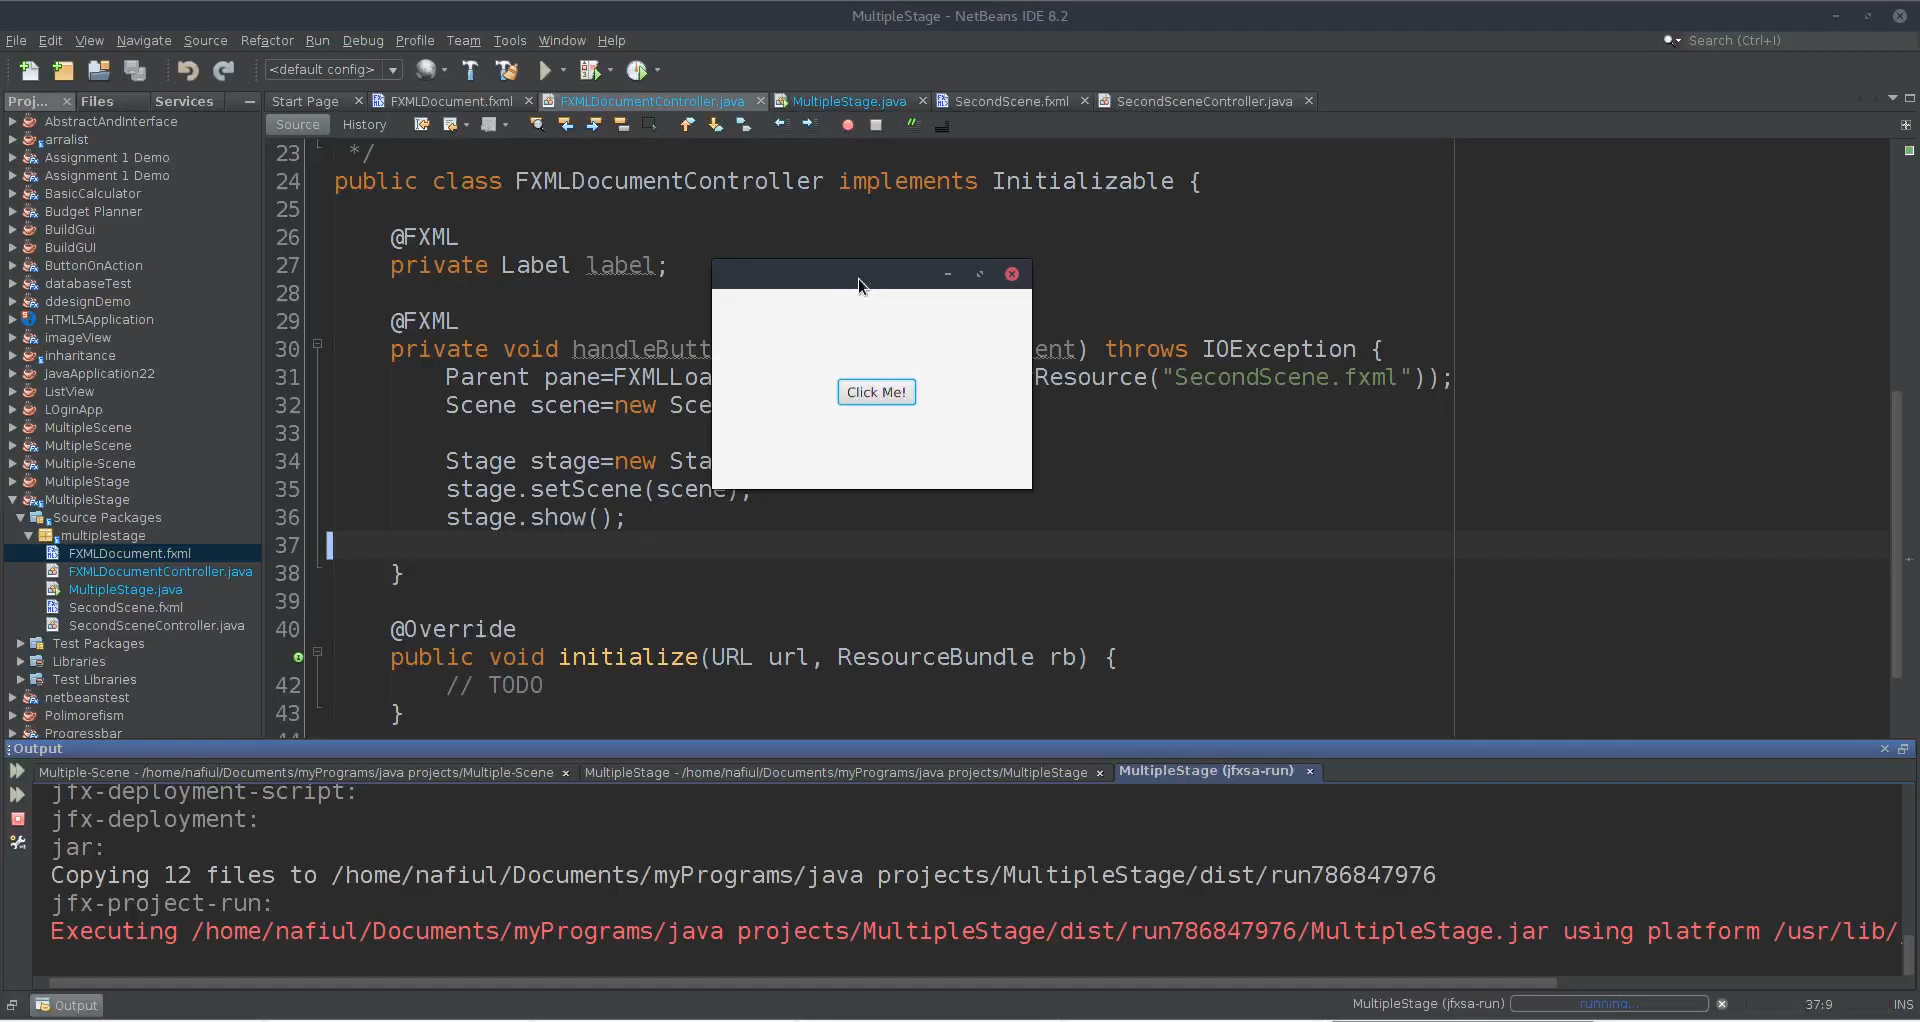 MultipleStage - NetBeans IDE 8.2
File Edit View Navigate Source Refactor Run Debug Profile Team Tools Window Help
Search (Ctrl+I)
<default config>
Proj... Files Services
Start Page FXMLDocument.fxml FXMLDocumentController.java MultipleStage.java SecondScene.fxml SecondSceneController.java
Source History
AbstractAndInterface
arralist
Assignment 1 Demo
Assignment 1 Demo
BasicCalculator
Budget Planner
BuildGui
BuildGUI
ButtonOnAction
databaseTest
ddesignDemo
HTML5Application
imageView
inheritance
JavaApplication22
ListView
LOginApp
MultipleScene
MultipleScene
Multiple-Scene
MultipleStage
MultipleStage
Source Packages
multiplestage
FXMLDocument.fxml
FXMLDocumentController.java
MultipleStage.java
SecondScene.fxml
SecondSceneController.java
Test Packages
Libraries
Test Libraries
netbeanstest
Polimorefism
Progressbar
23 */
24 public class FXMLDocumentController implements Initializable {
25
26 @FXML
27 private Label label;
28
29 @FXML
30 private void handleButt ent) throws IOException {
31 Parent pane=FXMLLoa Resource("SecondScene.fxml"));
32 Scene scene=new Sce
33
34 Stage stage=new Sta
35 stage.setScene(scene);
36 stage.show();
37
38 }
39
40 @Override
public void initialize(URL url, ResourceBundle rb) {
42 // TODO
43 }
44
Click Me!
Output
Multiple-Scene - /home/nafiul/Documents/myPrograms/java projects/Multiple-Scene MultipleStage - /home/nafiul/Documents/myPrograms/java projects/MultipleStage MultipleStage (jfxsa-run)
jfx-deployment-script:
jfx-deployment:
jar:
Copying 12 files to /home/nafiul/Documents/myPrograms/java projects/MultipleStage/dist/run786847976
jfx-project-run:
Executing /home/nafiul/Documents/myPrograms/java projects/MultipleStage/dist/run786847976/MultipleStage.jar using platform /usr/lib/
Output
MultipleStage (jfxsa-run) running... 37:9 INS